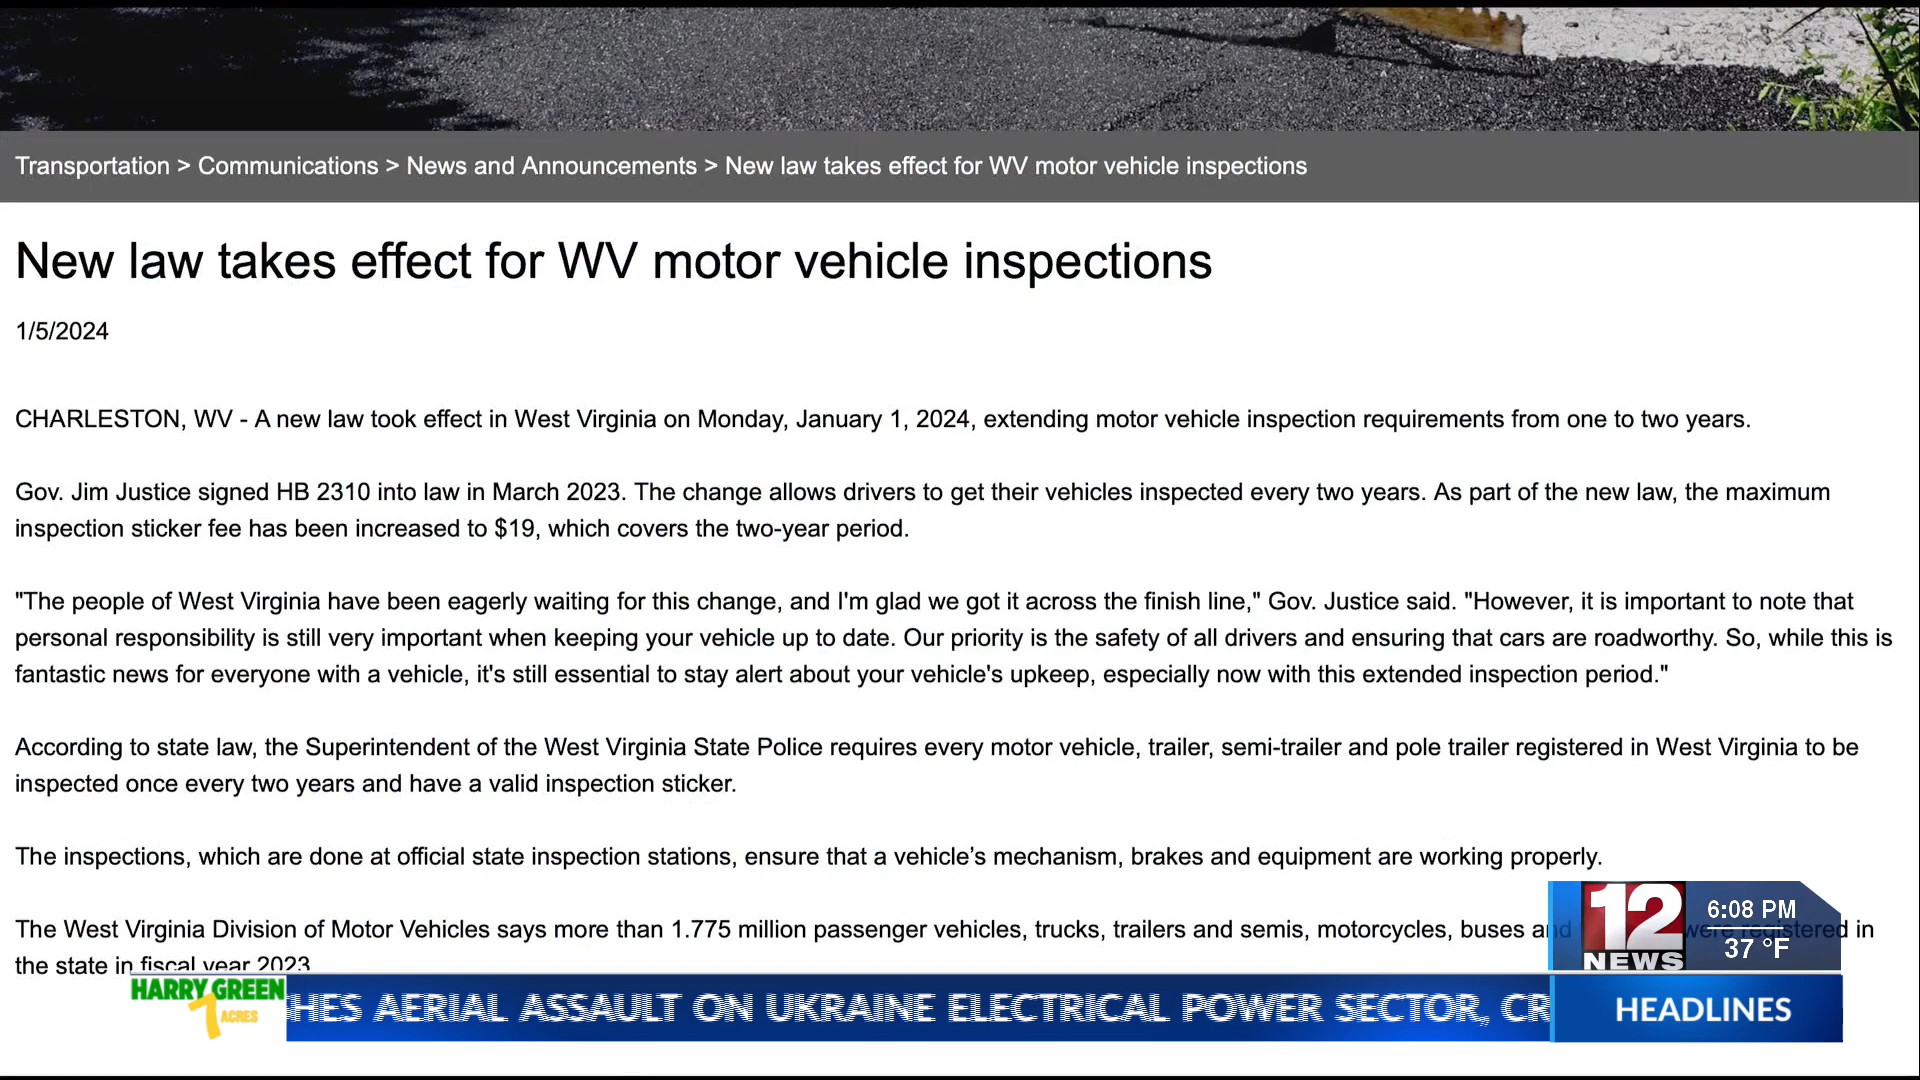 Transportation > Communications > News and Announcements > New law takes effect for WV motor vehicle inspections
New law takes effect for WV motor vehicle inspections
1/5/2024
CHARLESTON, WV - A new law took effect in West Virginia on Monday, January 1, 2024, extending motor vehicle inspection requirements from one to two years.
Gov. Jim Justice signed HB 2310 into law in March 2023. The change allows drivers to get their vehicles inspected every two years. As part of the new law, the maximum
inspection sticker fee has been increased to $19, which covers the two-year period.
"The people of West Virginia have been eagerly waiting for this change, and I'm glad we got it across the finish line," Gov. Justice said. "However, it is important to note that
personal responsibility is still very important when keeping your vehicle up to date. Our priority is the safety of all drivers and ensuring that cars are roadworthy. So, while this is
fantastic news for everyone with a vehicle, it's still essential to stay alert about your vehicle's upkeep, especially now with this extended inspection period."
According to state law, the Superintendent of the West Virginia State Police requires every motor vehicle, trailer, semi-trailer and pole trailer registered in West Virginia to be
inspected once every two years and have a valid inspection sticker.
The inspections, which are done at official state inspection stations, ensure that a vehicle’s mechanism, brakes and equipment are working properly.
The West Virginia Division of Motor Vehicles says more than 1.775 million passenger vehicles, trucks, trailers and semis, motorcycles, buses and were registered in
the state in fiscal year 2023
12
NEWS
6:08 PM
37 °F
HARRY GREEN
7 ACRES
HES AERIAL ASSAULT ON UKRAINE ELECTRICAL POWER SECTOR, CR
HEADLINES